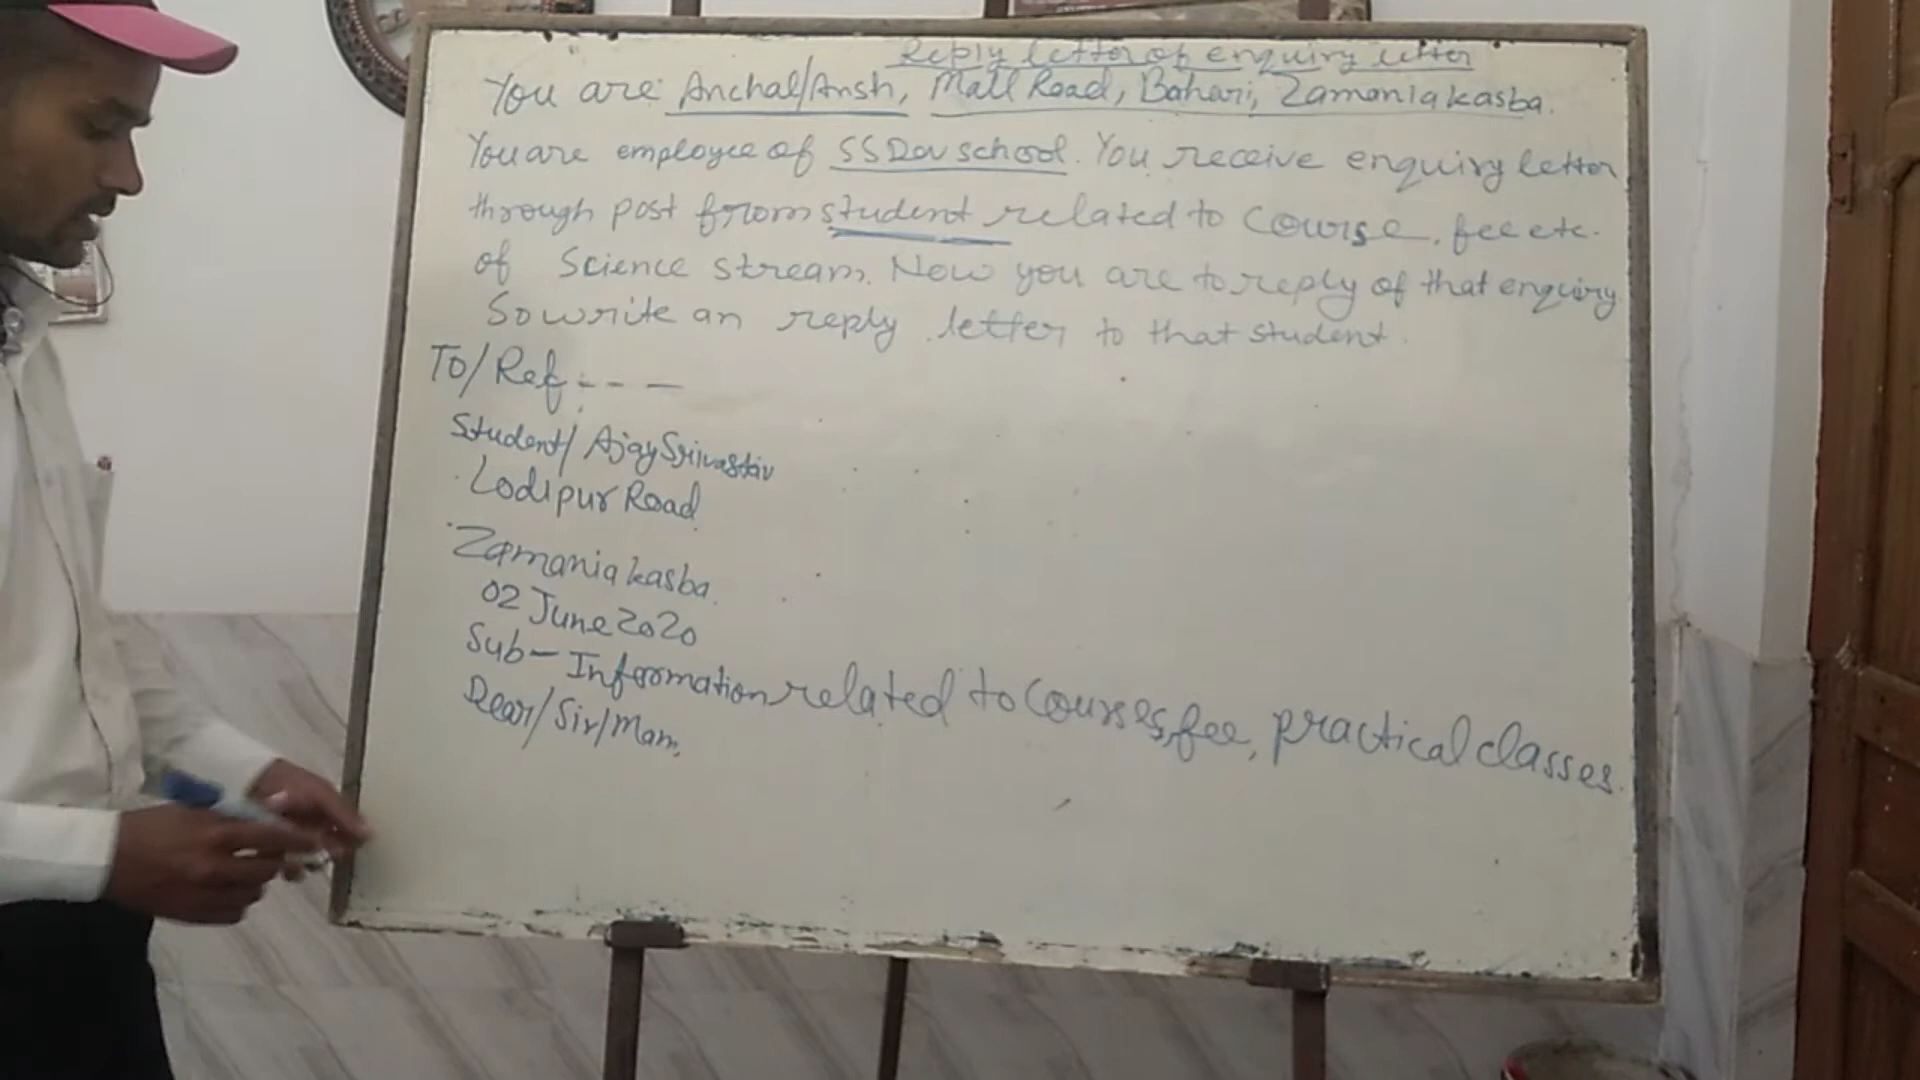 Reply letter of enquiry letter
You are Anchal/Ansh, Mall Road, Bahari, Zamania kasba.
You are employee of SSDev school. You receive enquiry letter
through post from student related to Course, fee etc.
of Science stream. Now you are to reply of that enquiry
So write an reply letter to that student.
TO/Ref:---
Student/ Ajay Srivastav
Lodipur Road
Zamania kasba.
02 June 2020
Sub- Information related to Courses, fee, practical classes.
Dear/Sir/Mam,